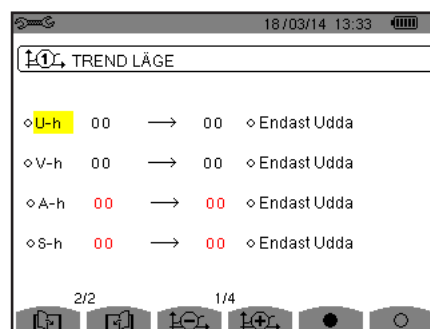 18/03/14 13:33
1 TREND LÄGE
U-h 00 → 00 Endast Udda
V-h 00 → 00 Endast Udda
A-h 00 → 00 Endast Udda
S-h 00 → 00 Endast Udda
2/2 1/4